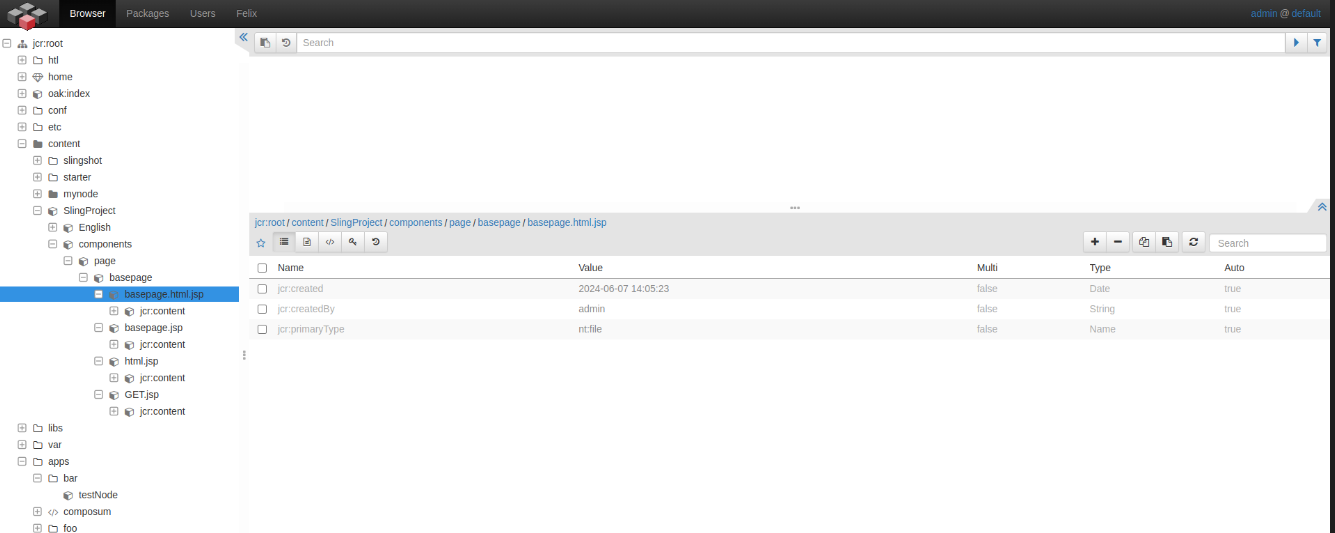 Browser Packages Users Felix admin @ default
jcr:root
htl
home
oak:index
conf
etc
content
slingshot
starter
mynode
SlingProject
English
components
page
basepage
basepage.html.jsp
jcr:content
basepage.jsp
jcr:content
html.jsp
jcr:content
GET.jsp
jcr:content
libs
var
apps
bar
testNode
composum
foo
Search
jcr:root / content / SlingProject / components / page / basepage / basepage.html.jsp
Search
Name Value Multi Type Auto
jcr:created 2024-06-07 14:05:23 false Date true
jcr:createdBy admin false String true
jcr:primaryType nt:file false Name true